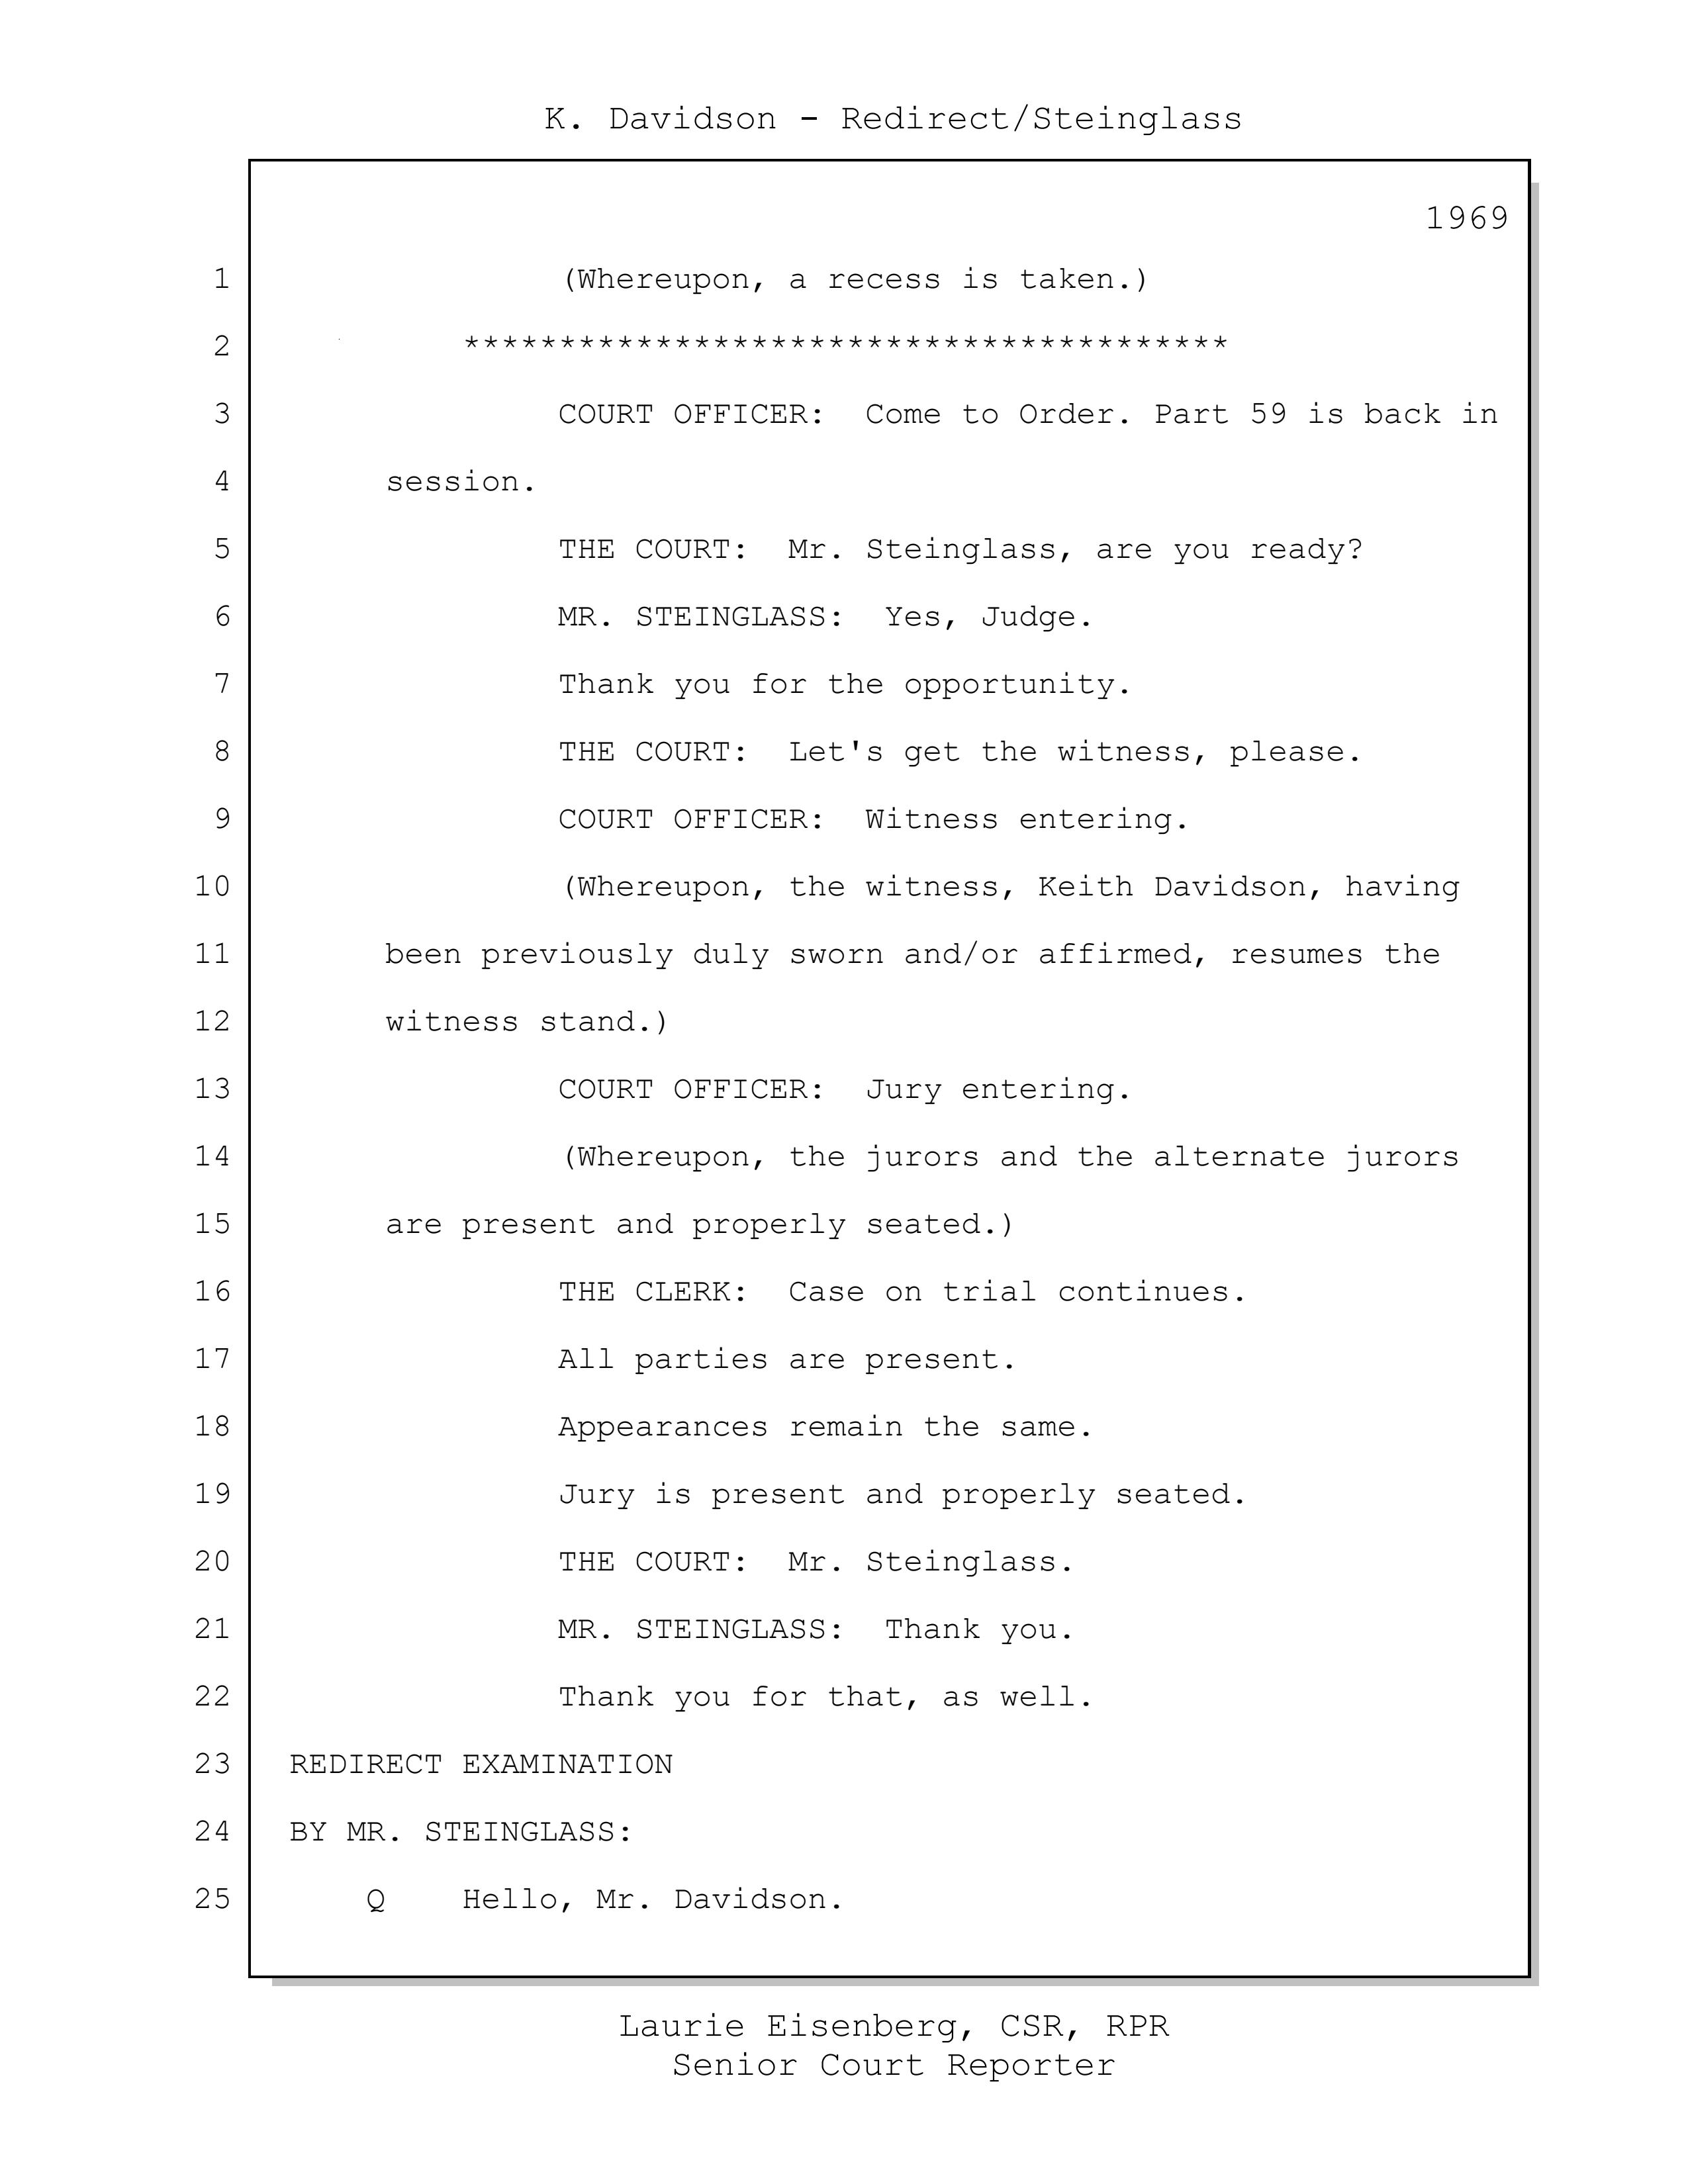 K. Davidson - Redirect/Steinglass
1969
1 (Whereupon, a recess is taken.)
2 ****************************************
3 COURT OFFICER:  Come to Order. Part 59 is back in
4 session.
5 THE COURT:  Mr. Steinglass, are you ready?
6 MR. STEINGLASS:  Yes, Judge.
7 Thank you for the opportunity.
8 THE COURT:  Let's get the witness, please.
9 COURT OFFICER:  Witness entering.
10 (Whereupon, the witness, Keith Davidson, having
11 been previously duly sworn and/or affirmed, resumes the
12 witness stand.)
13 COURT OFFICER:  Jury entering.
14 (Whereupon, the jurors and the alternate jurors
15 are present and properly seated.)
16 THE CLERK:  Case on trial continues.
17 All parties are present.
18 Appearances remain the same.
19 Jury is present and properly seated.
20 THE COURT:  Mr. Steinglass.
21 MR. STEINGLASS:  Thank you.
22 Thank you for that, as well.
23 REDIRECT EXAMINATION
24 BY MR. STEINGLASS:
25 Q    Hello, Mr. Davidson.
Laurie Eisenberg, CSR, RPR
Senior Court Reporter